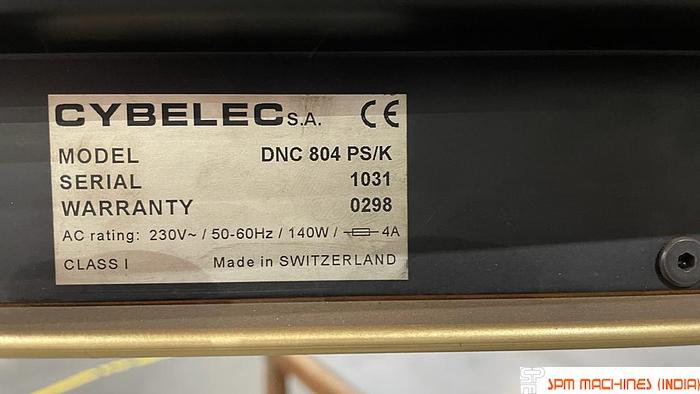 CYBELEC S.A. CE
MODEL DNC 804 PS/K
SERIAL 1031
WARRANTY 0298
AC rating: 230V~ / 50-60Hz / 140W / 4A
CLASS I Made in SWITZERLAND
SPM MACHINES (INDIA)